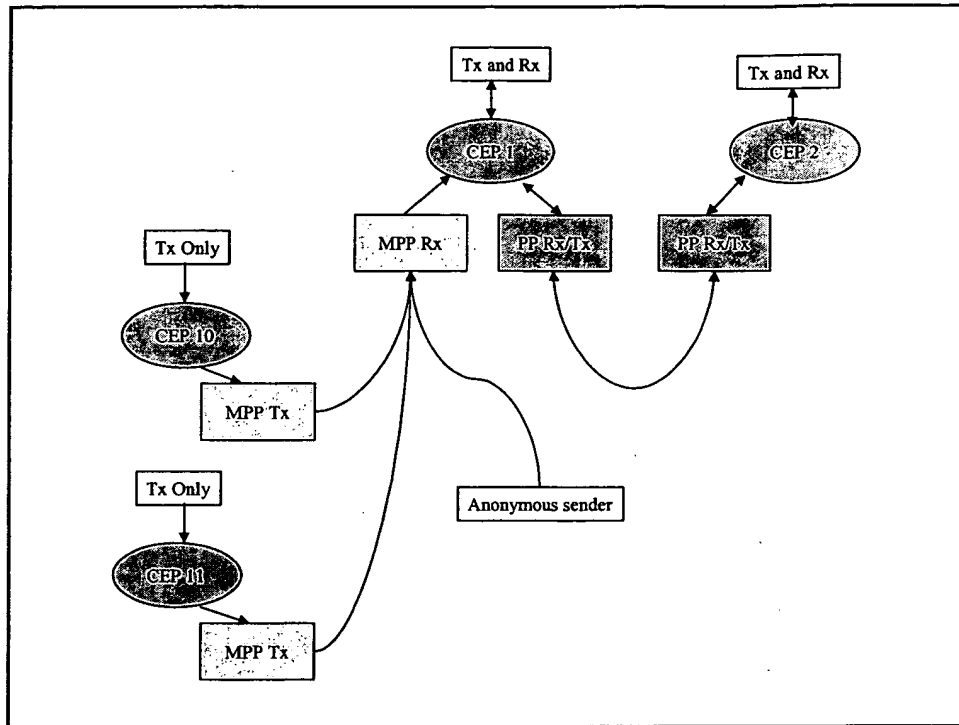 Tx and Rx
Tx and Rx
CEP 1
CEP 2
MPP Rx
PP Rx/Tx
PP Rx/Tx
Tx Only
CEP 10
MPP Tx
Tx Only
Anonymous sender
CEP 11
MPP Tx